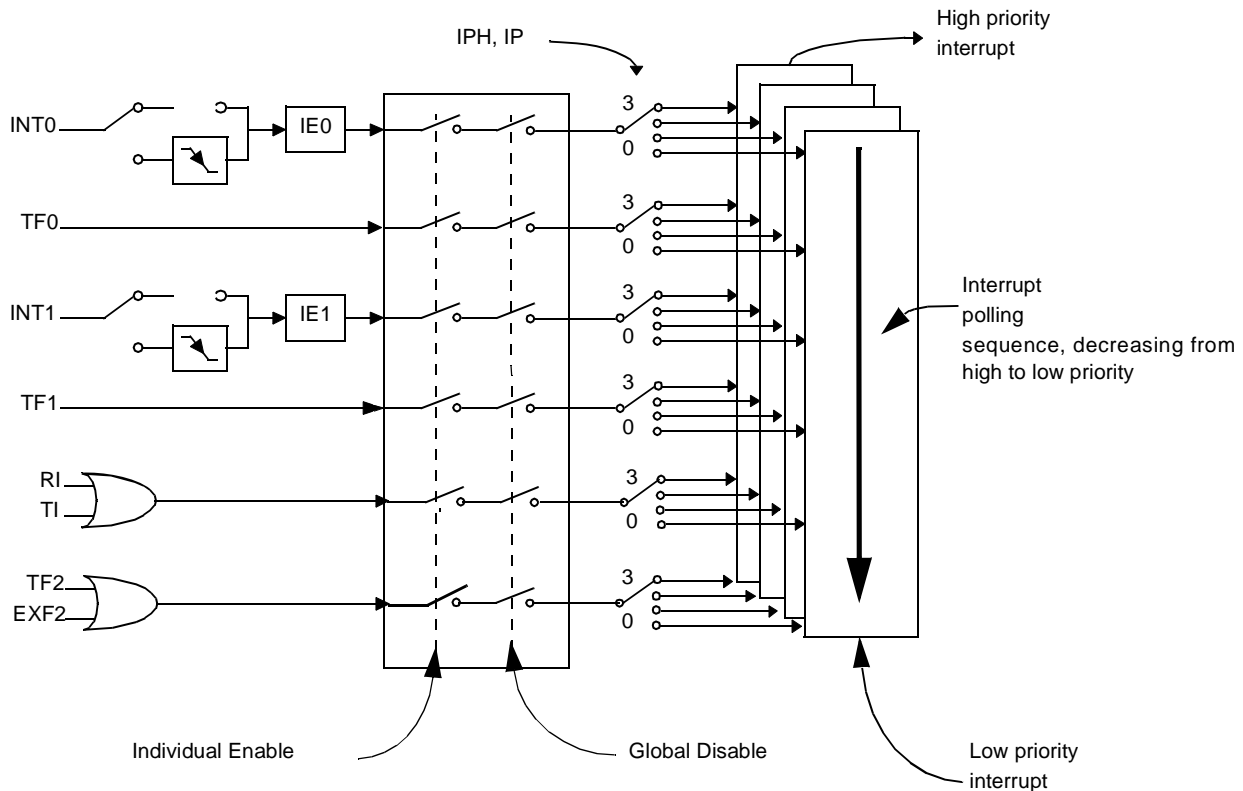 IPH, IP
High priority
interrupt
INT0
IE0
3
0
TF0
3
0
INT1
IE1
3
0
Interrupt
polling
sequence, decreasing from
high to low priority
TF1
3
0
RI
TI
3
0
TF2
EXF2
3
0
Individual Enable
Global Disable
Low priority
interrupt